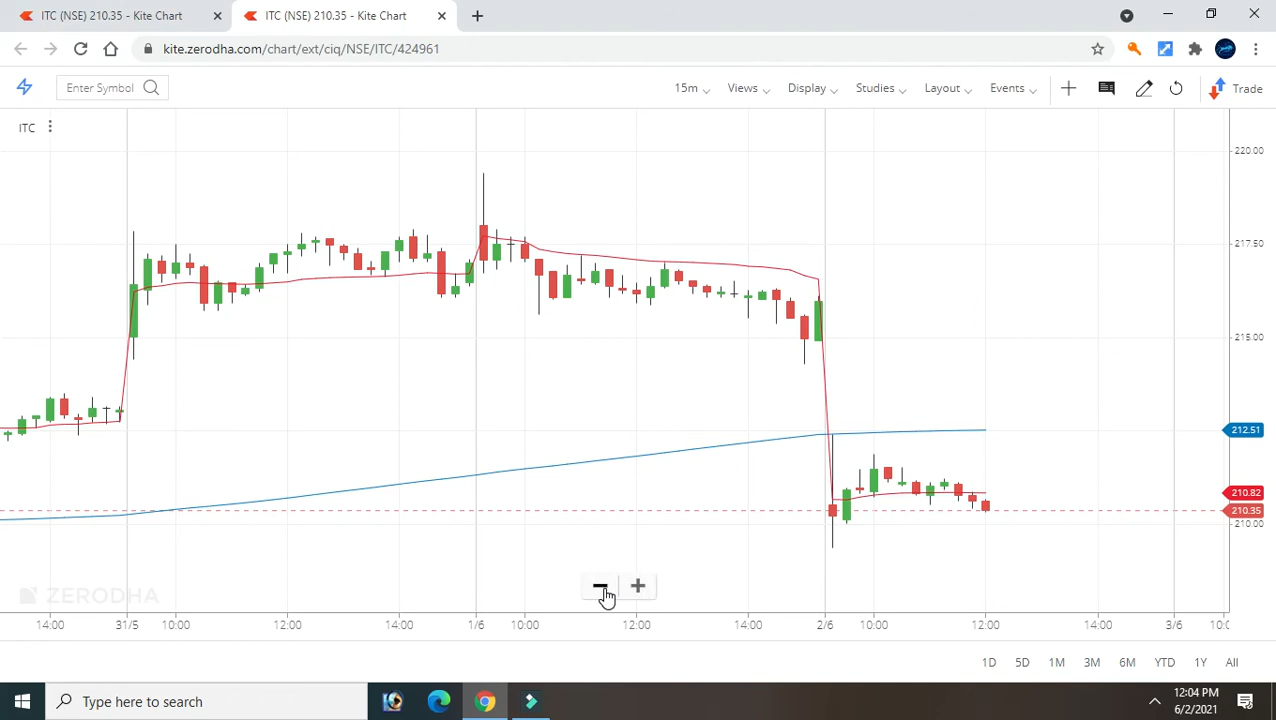 ITC (NSE) 210.35 - Kite Chart
ITC (NSE) 210.35 - Kite Chart
kite.zerodha.com/chart/ext/ciq/NSE/ITC/424961
Enter Symbol
15m
Views
Display
Studies
Layout
Events
Trade
ITC
220.00
217.50
215.00
212.51
210.82
210.35
210.00
ZERODHA
14:00 31/5 10:00 12:00 14:00 1/6 10:00 12:00 14:00 2/6 10:00 12:00 14:00 3/6 10:0
1D 5D 1M 3M 6M YTD 1Y All
Type here to search
12:04 PM
6/2/2021